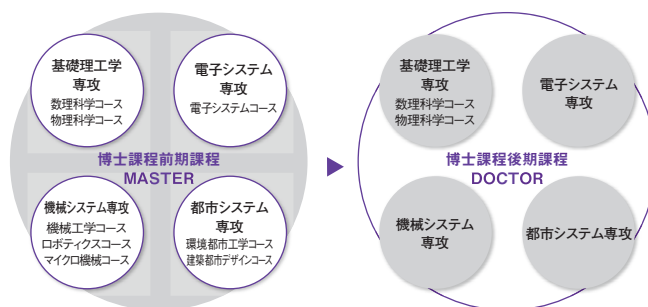 基礎理工学
専攻
数理科学コース
物理科学コース
電子システム
専攻
電子システムコース
博士課程前期課程
MASTER
機械システム専攻
機械工学コース
ロボティクスコース
マイクロ機械コース
都市システム
専攻
環境都市工学コース
建築都市デザインコース
基礎理工学
専攻
数理科学コース
物理科学コース
電子システム
専攻
博士課程後期課程
DOCTOR
機械システム
専攻
都市システム専攻